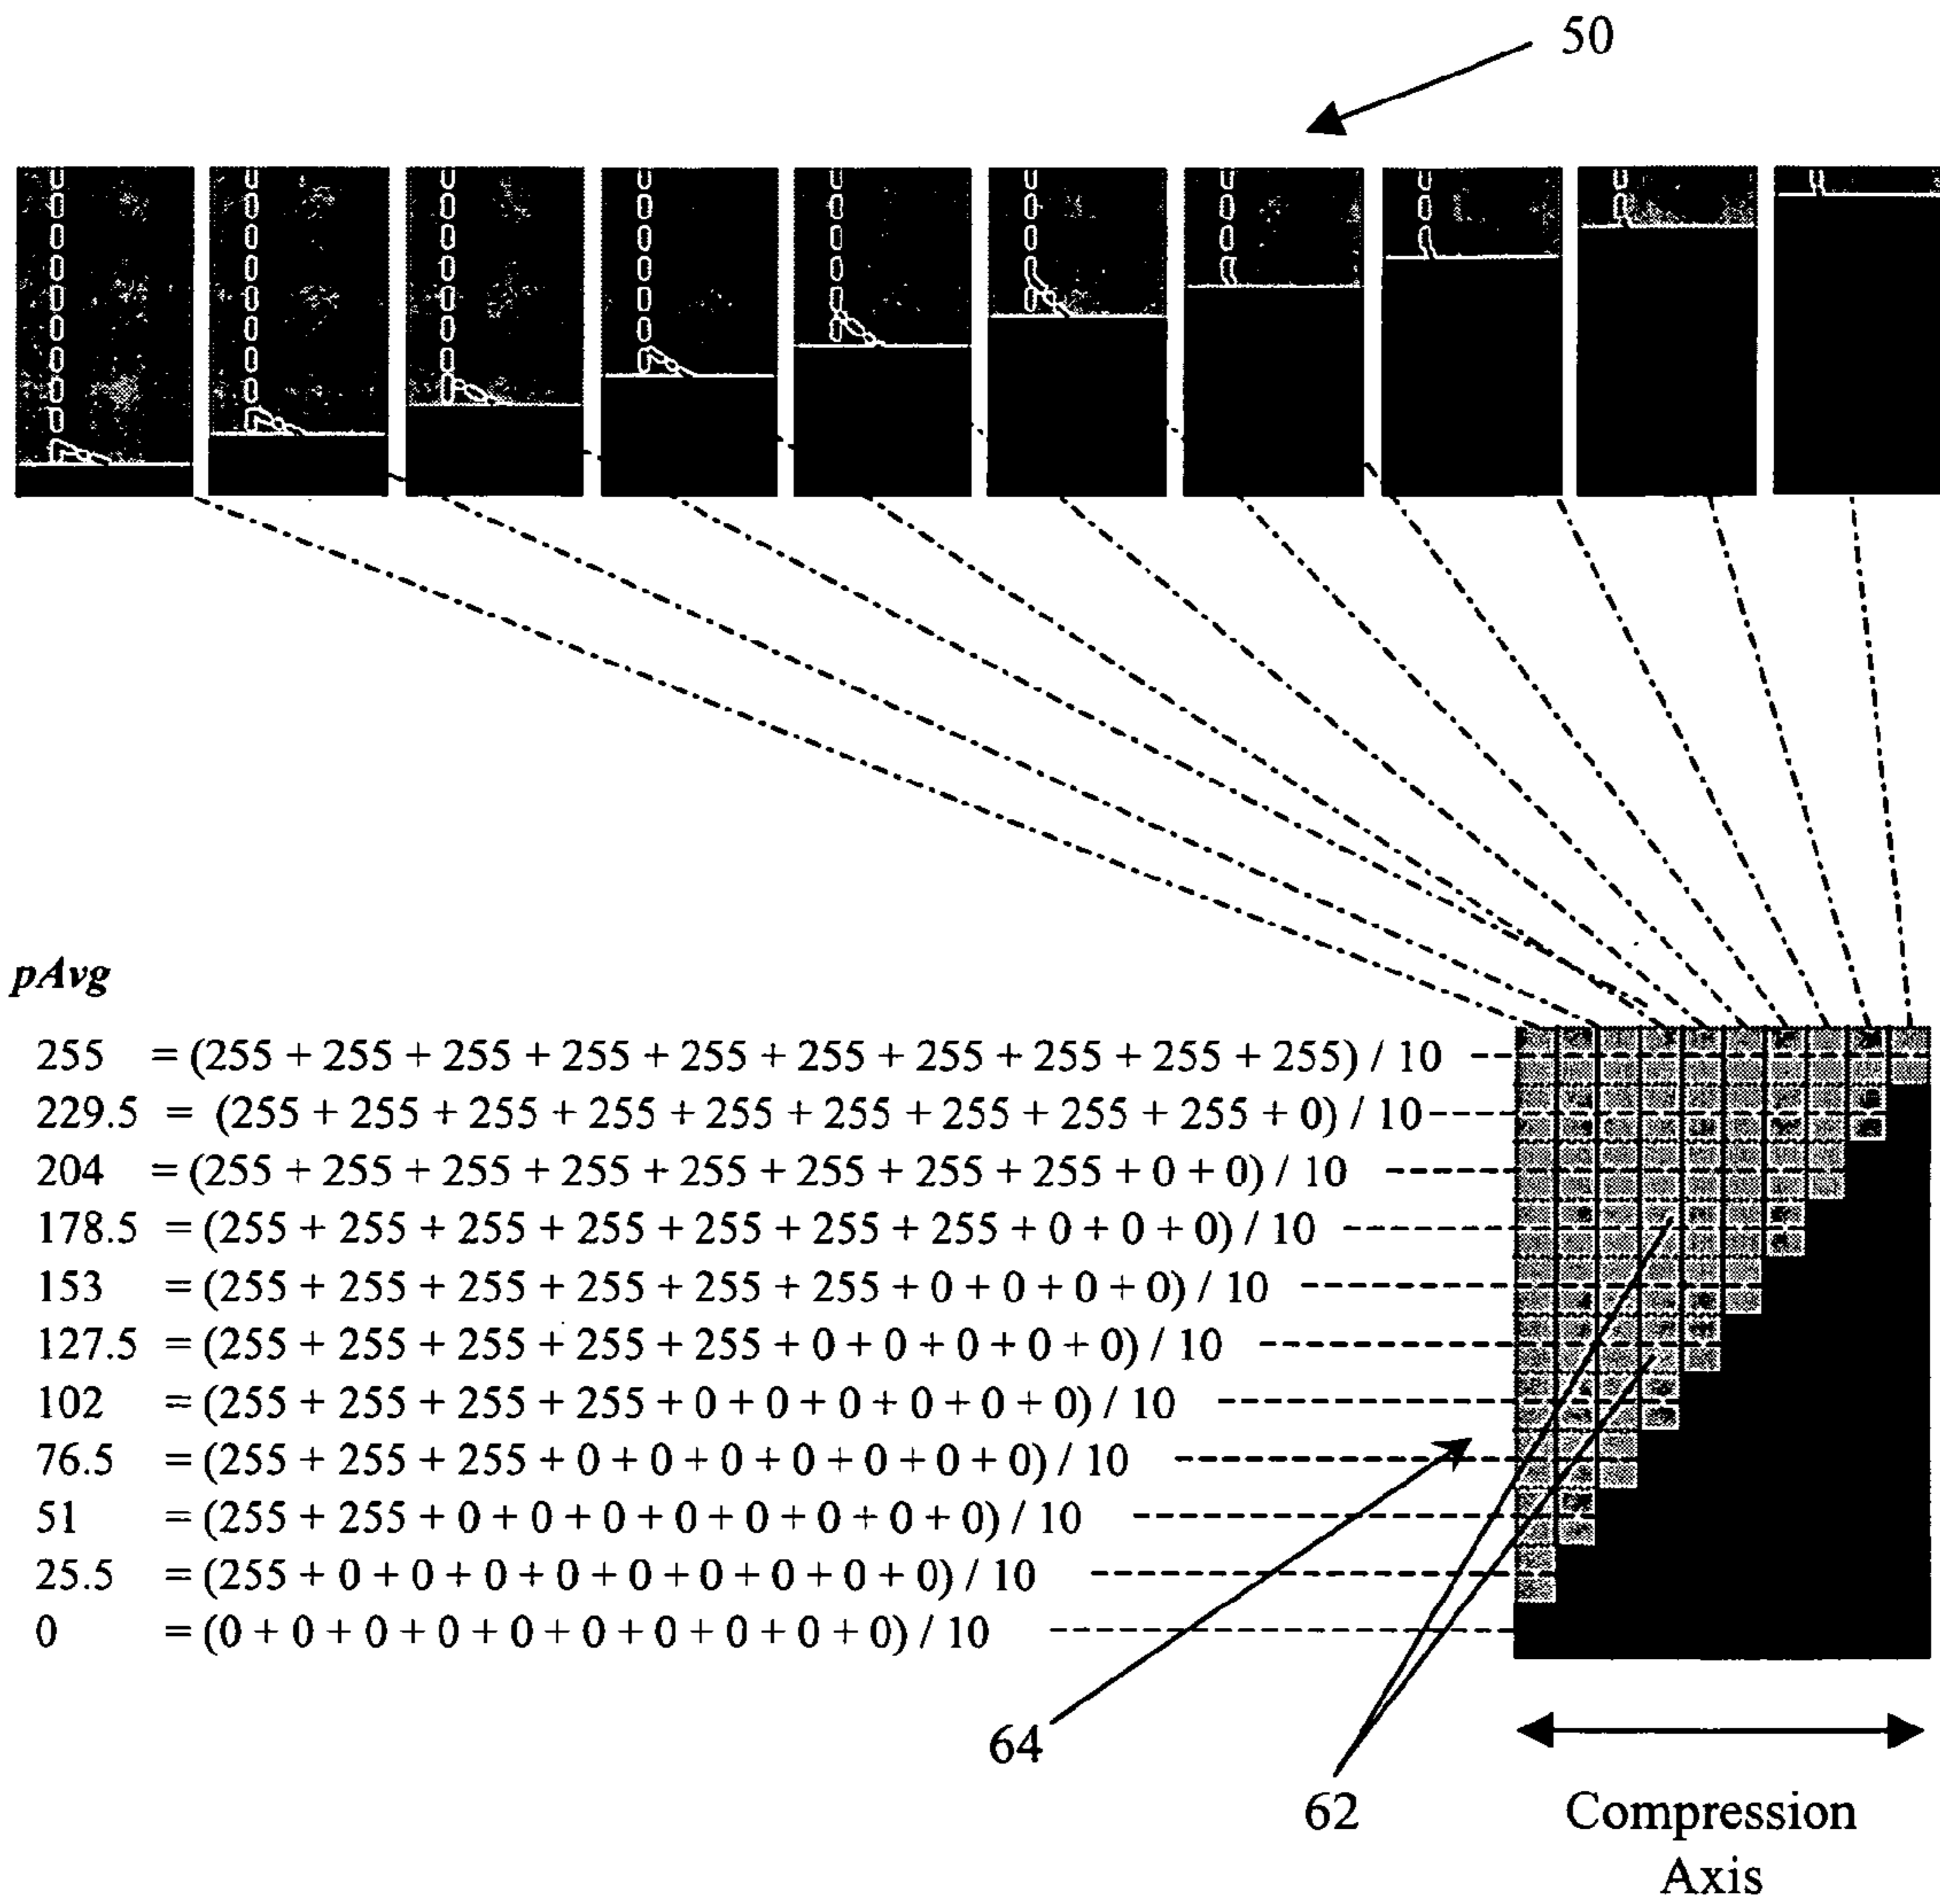 50
pAvg
255 = (255 + 255 + 255 + 255 + 255 + 255 + 255 + 255 + 255 + 255) / 10
229.5 = (255 + 255 + 255 + 255 + 255 + 255 + 255 + 255 + 255 + 0) / 10
204 = (255 + 255 + 255 + 255 + 255 + 255 + 255 + 255 + 0 + 0) / 10
178.5 = (255 + 255 + 255 + 255 + 255 + 255 + 255 + 0 + 0 + 0) / 10
153 = (255 + 255 + 255 + 255 + 255 + 255 + 0 + 0 + 0 + 0) / 10
127.5 = (255 + 255 + 255 + 255 + 255 + 0 + 0 + 0 + 0 + 0) / 10
102 = (255 + 255 + 255 + 255 + 0 + 0 + 0 + 0 + 0 + 0) / 10
76.5 = (255 + 255 + 255 + 0 + 0 + 0 + 0 + 0 + 0 + 0) / 10
51 = (255 + 255 + 0 + 0 + 0 + 0 + 0 + 0 + 0 + 0) / 10
25.5 = (255 + 0 + 0 + 0 + 0 + 0 + 0 + 0 + 0 + 0) / 10
0 = (0 + 0 + 0 + 0 + 0 + 0 + 0 + 0 + 0 + 0) / 10
64
62
Compression
Axis